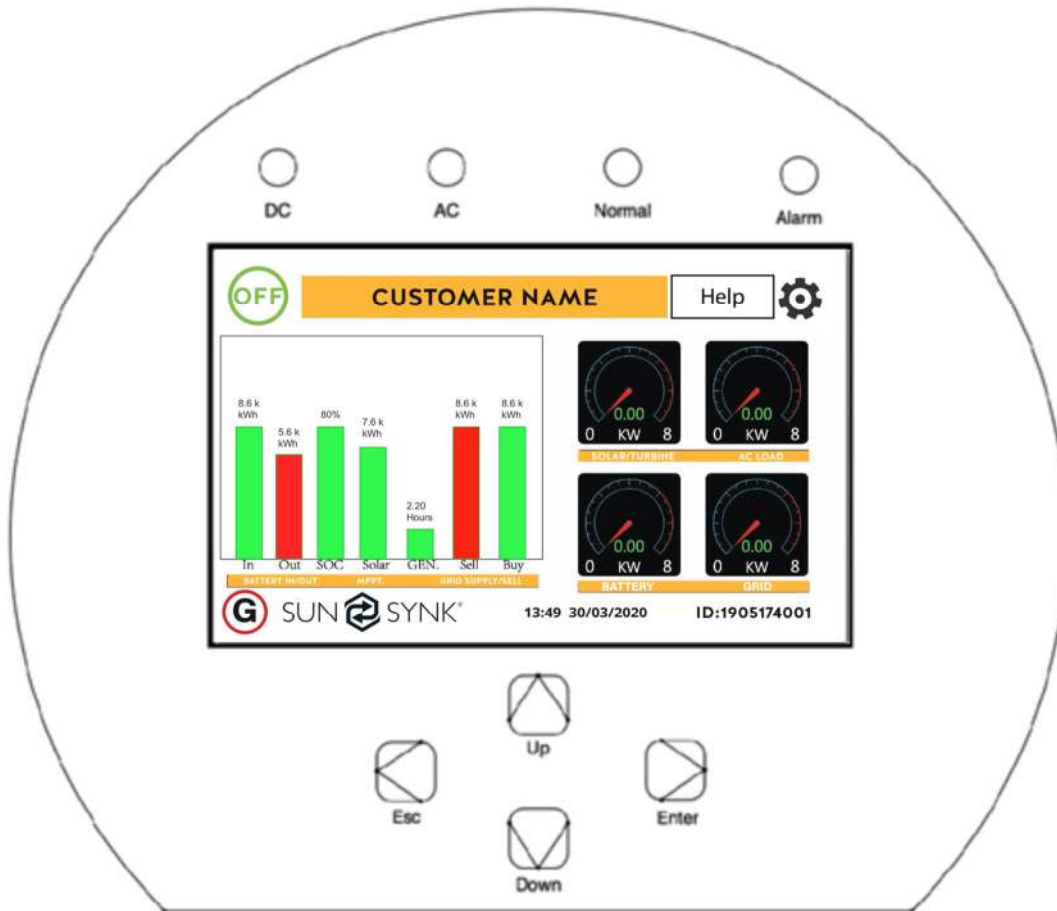 DC AC Normal Alarm
OFF CUSTOMER NAME Help
8.6 k
kWh
5.6 k
kWh
80%
7.6 k
kWh
2.20
Hours
8.6 k
kWh
8.6 k
kWh
In Out SOC Solar GEN. Sell Buy
BATTERY IN/OUT MPPT. GRID SUPPLY/SELL -
0.00
0 KW 8
SOLAR/TURBINE
0.00
0 KW 8
AC LOAD
0.00
0 KW 8
BATTERY
0.00
0 KW 8
GRID
G SUN SYNK® 13:49 30/03/2020 ID:1905174001
Up
Esc Enter
Down